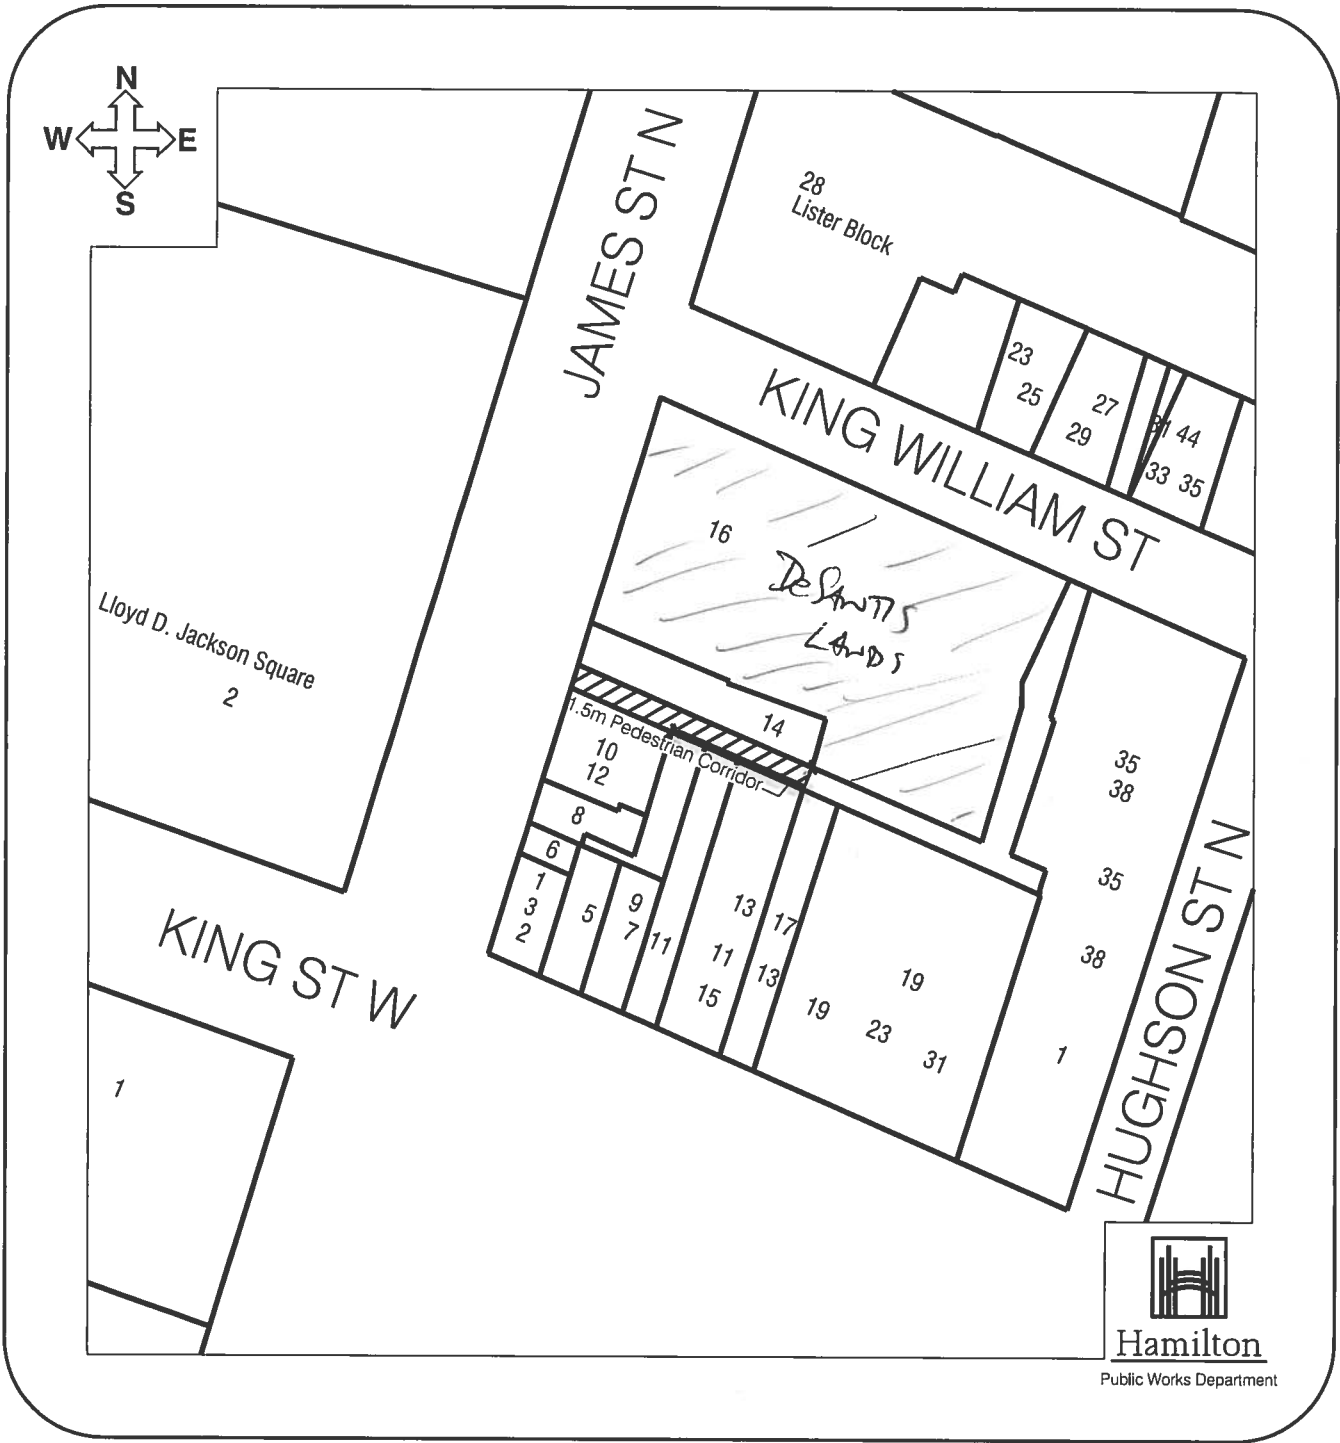 N
W E
S
JAMES ST N
28
Lister Block
23
25
27
29
31 44
33 35
KING WILLIAM ST
16
DeSANTIS
LANDS
Lloyd D. Jackson Square
2
14
1.5m Pedestrian Corridor
10
12
8
6
1
3
2
5
9
7
11
13
11
15
17
13
19
19
23
31
35
38
35
38
1
HUGHSON ST N
KING ST W
1
Hamilton
Public Works Department